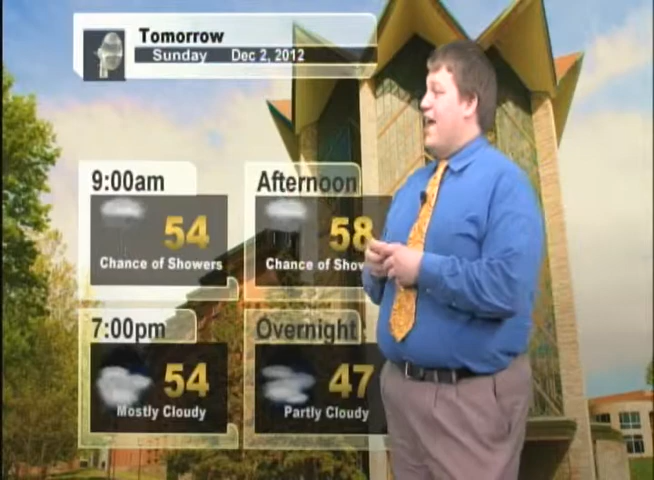 Tomorrow
Sunday Dec 2, 2012
9:00am
54
Chance of Showers
Afternoon
58
Chance of Show
7:00pm
54
Mostly Cloudy
Overnight
47
Partly Cloudy